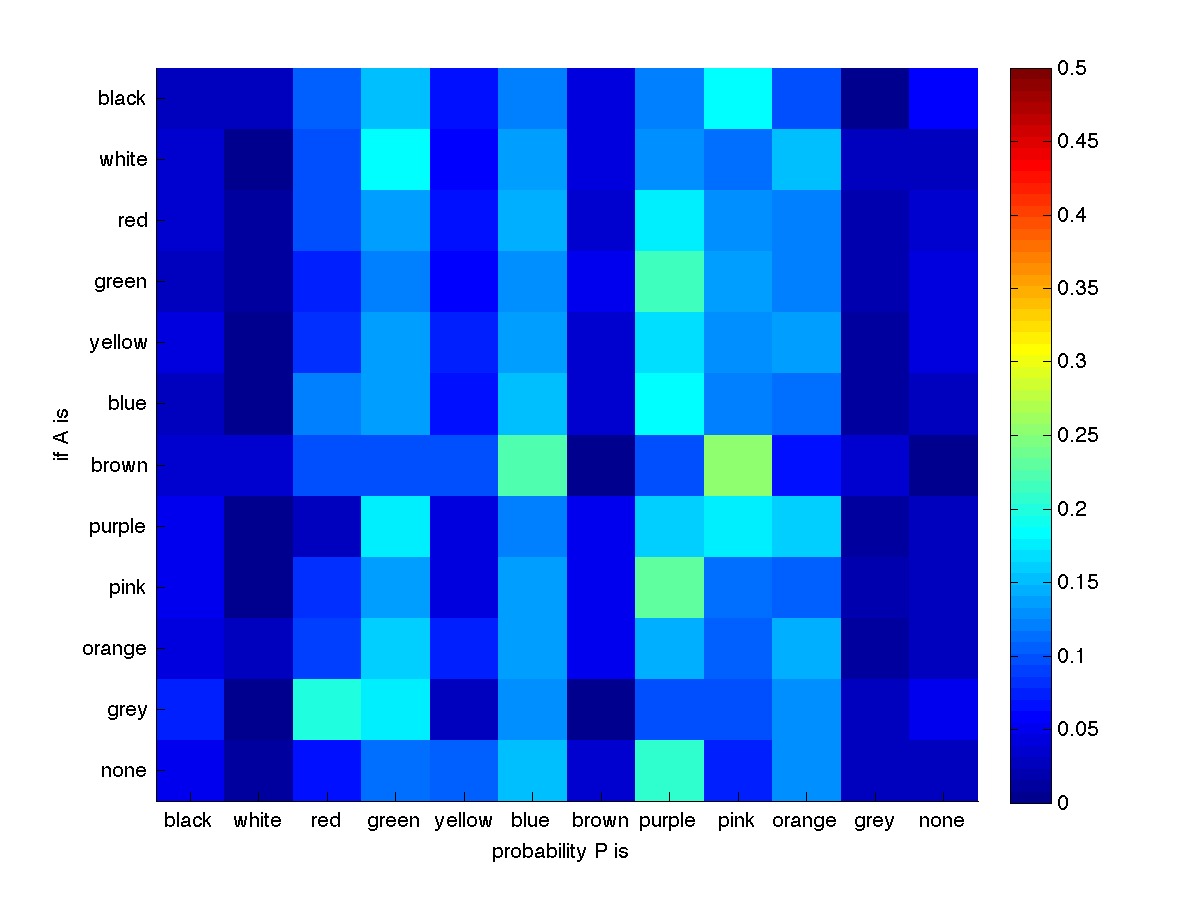 if A is
black
white
red
green
yellow
blue
brown
purple
pink
orange
grey
none
black white red green yellow blue brown purple pink orange grey none
probability P is
0.5
0.45
0.4
0.35
0.3
0.25
0.2
0.15
0.1
0.05
0